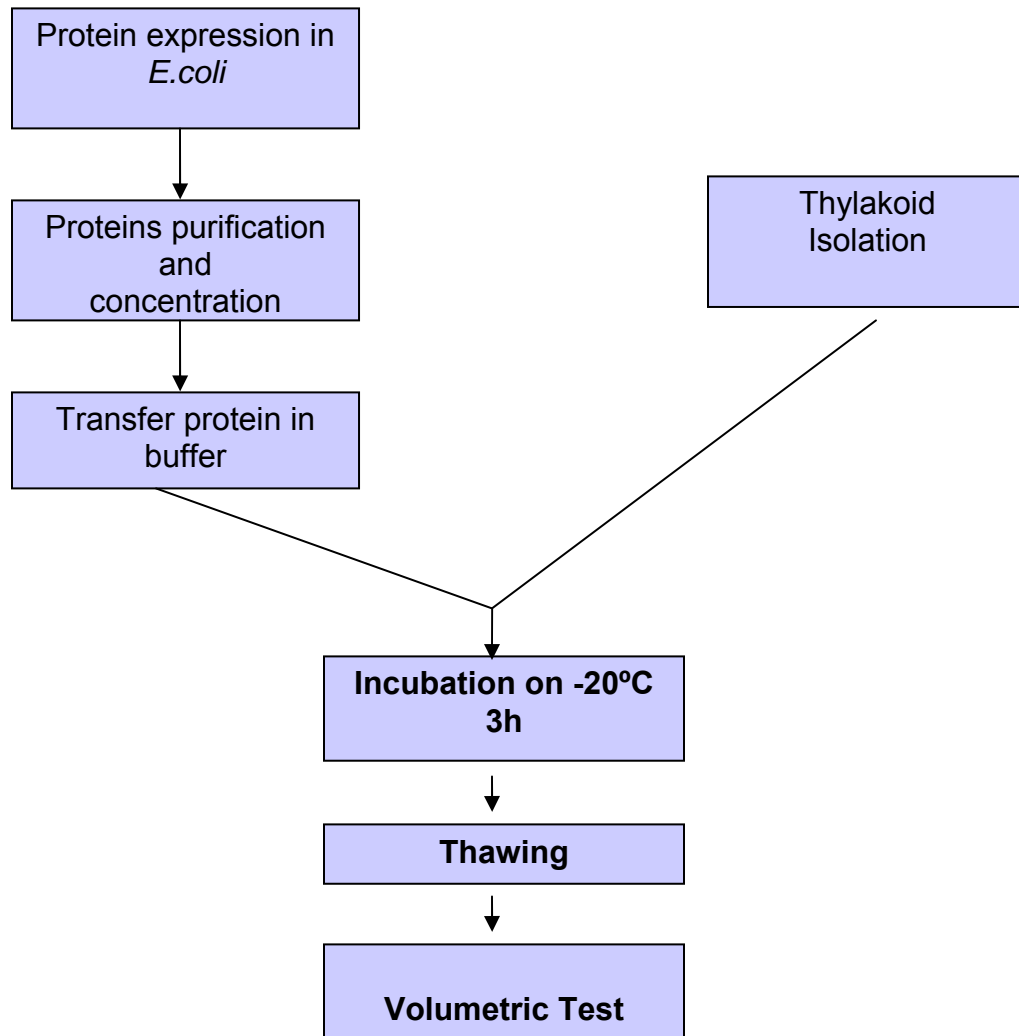 Protein expression in
E.coli
Proteins purification
and
concentration
Transfer protein in
buffer
Thylakoid
Isolation
Incubation on -20ºC
3h
Thawing
Volumetric Test